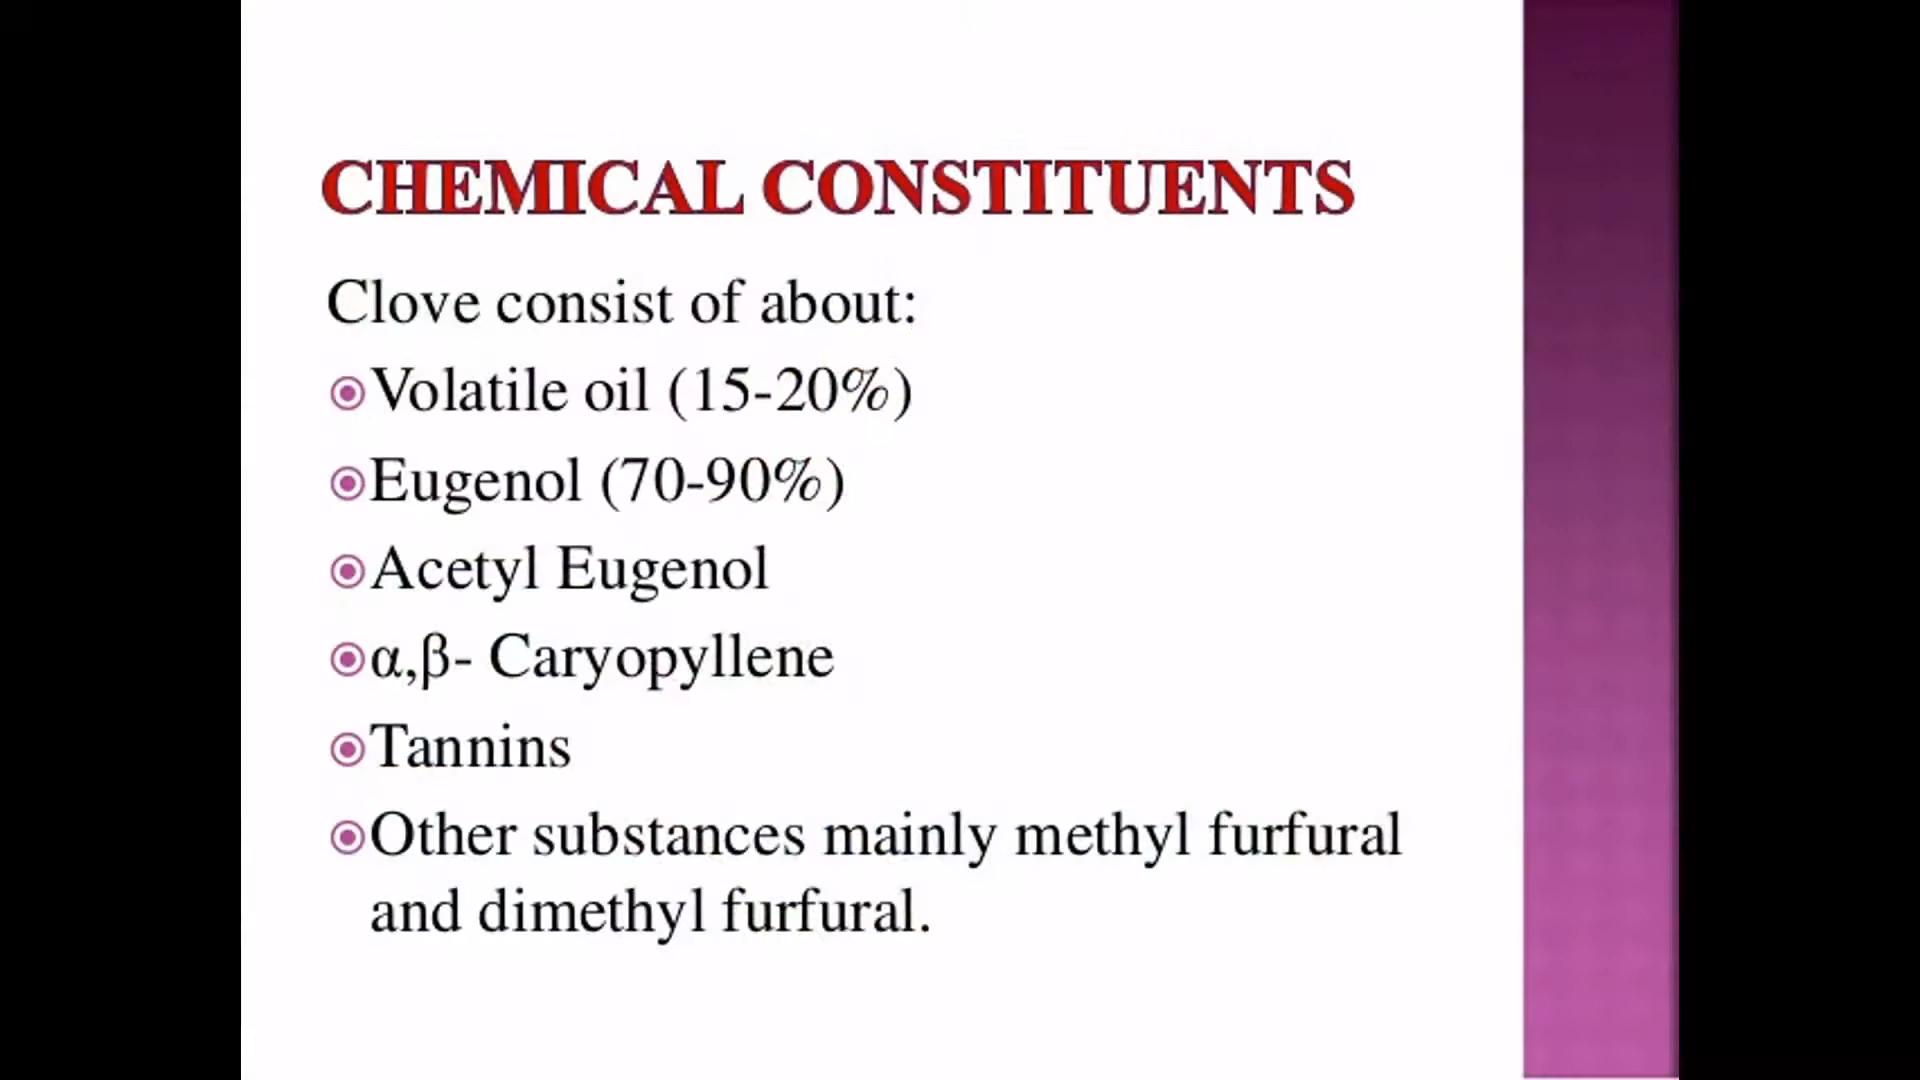 CHEMICAL CONSTITUENTS
Clove consist of about:
Volatile oil (15-20%)
Eugenol (70-90%)
Acetyl Eugenol
α,β- Caryopyllene
Tannins
Other substances mainly methyl furfural
and dimethyl furfural.